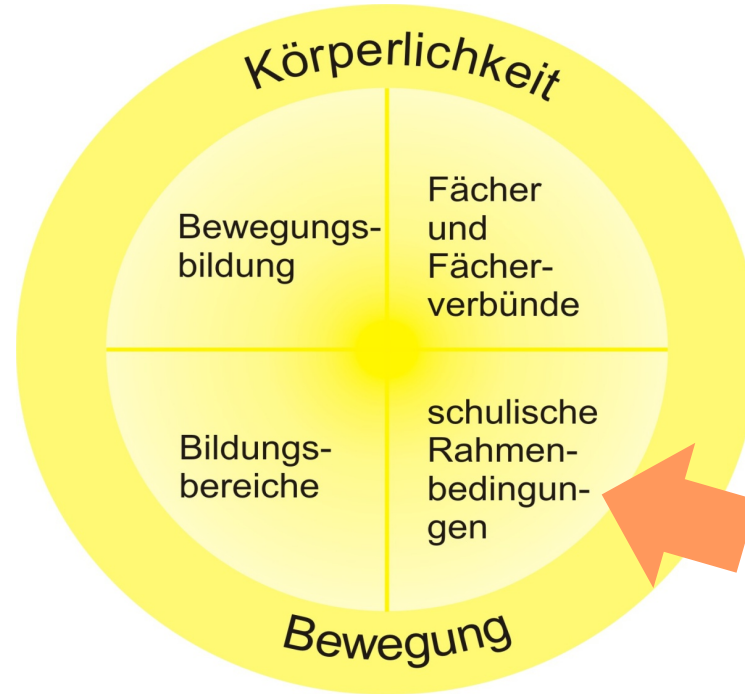 Körperlichkeit
Bewegungs-
bildung
Fächer
und
Fächer-
verbünde
Bildungs-
bereiche
schulische
Rahmen-
bedingun-
gen
Bewegung